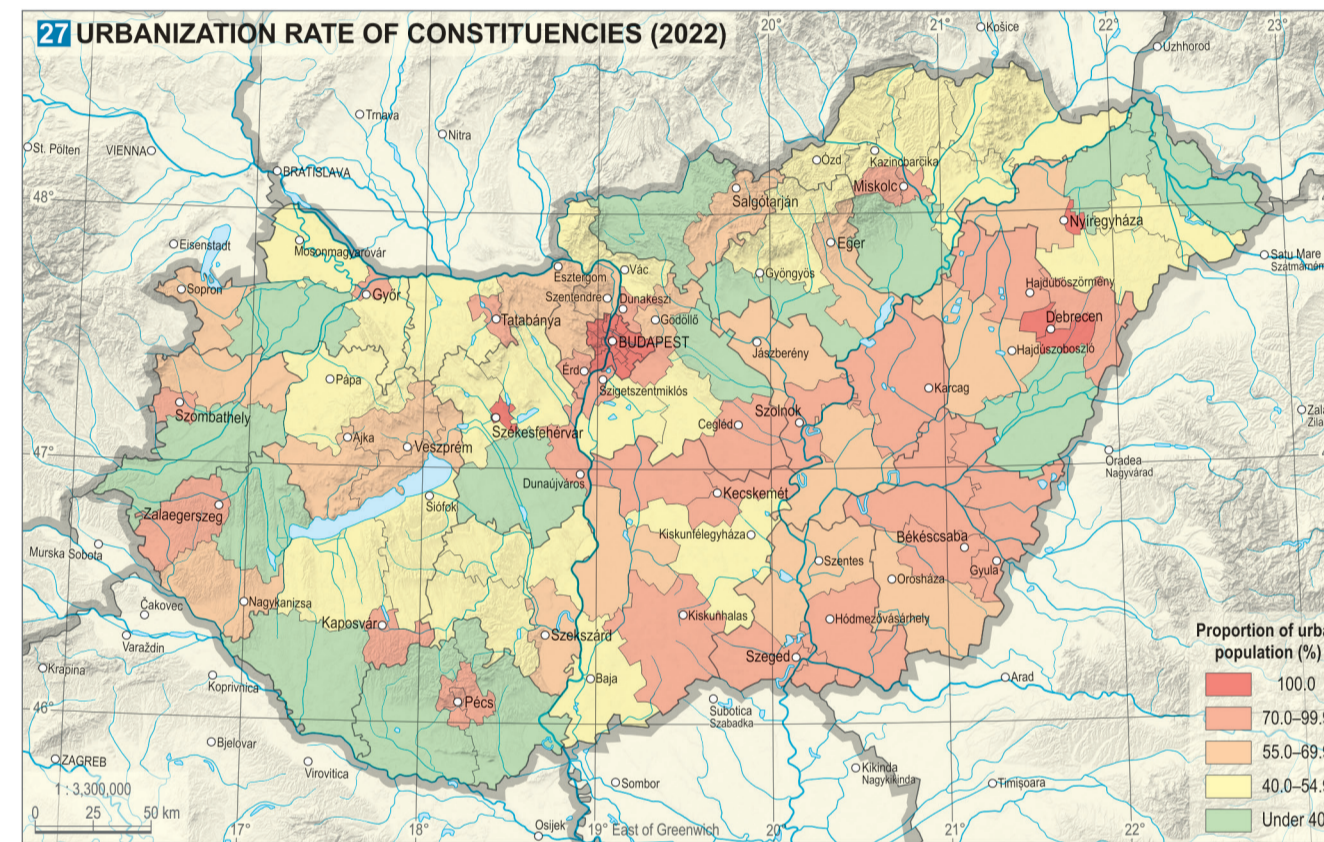 27 URBANIZATION RATE OF CONSTITUENCIES (2022)
20°
21°
22°
23°
Košice
Uzhhorod
Trnava
Nitra
St. Pölten
VIENNA
BRATISLAVA
48°
Ózd
Kazincbarcika
Miskolc
Salgótarján
Nyíregyháza
Eisenstadt
Mosonmagyaróvár
Eger
Satu Mare
Szatmárném
Sopron
Győr
Esztergom
Vác
Gyöngyös
Szentendre
Dunakeszi
Hajdúböszörmény
Tatabánya
Gödöllő
Debrecen
BUDAPEST
Jászberény
Hajdúszoboszló
Érd
Pápa
Szigetszentmiklós
Karcag
Szombathely
Szolnok
Zala
Zila
Székesfehérvár
Cegléd
Ajka
Veszprém
47°
Oradea
Nagyvárad
Dunaújváros
Kecskemét
Siófok
Zalaegerszeg
Kiskunfélegyháza
Békéscsaba
Murska Sobota
Szentes
Gyula
Orosháza
Čakovec
Nagykanizsa
Kaposvár
Kiskunhalas
Hódmezővásárhely
Varaždin
Szekszárd
Szeged
Krapina
Koprivnica
Baja
Arad
46°
Pécs
Subotica
Szabadka
Bjelovar
ZAGREB
Virovitica
Sombor
Kikinda
Nagykikinda
Timișoara
1 : 3,300,000
0 25 50 km
17°
18°
Osijek
19° East of Greenwich
20°
21°
22°
Proportion of urba
population (%)
100.0
70.0–99.9
55.0–69.9
40.0–54.9
Under 40